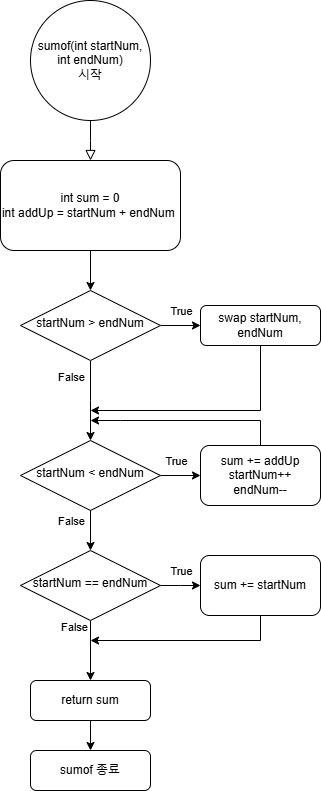 sumof(int startNum,
int endNum)
시작
int sum = 0
int addUp = startNum + endNum
startNum > endNum
True
swap startNum,
endNum
False
startNum < endNum
True
sum += addUp
startNum++
endNum--
False
startNum == endNum
True
sum += startNum
False
return sum
sumof 종료